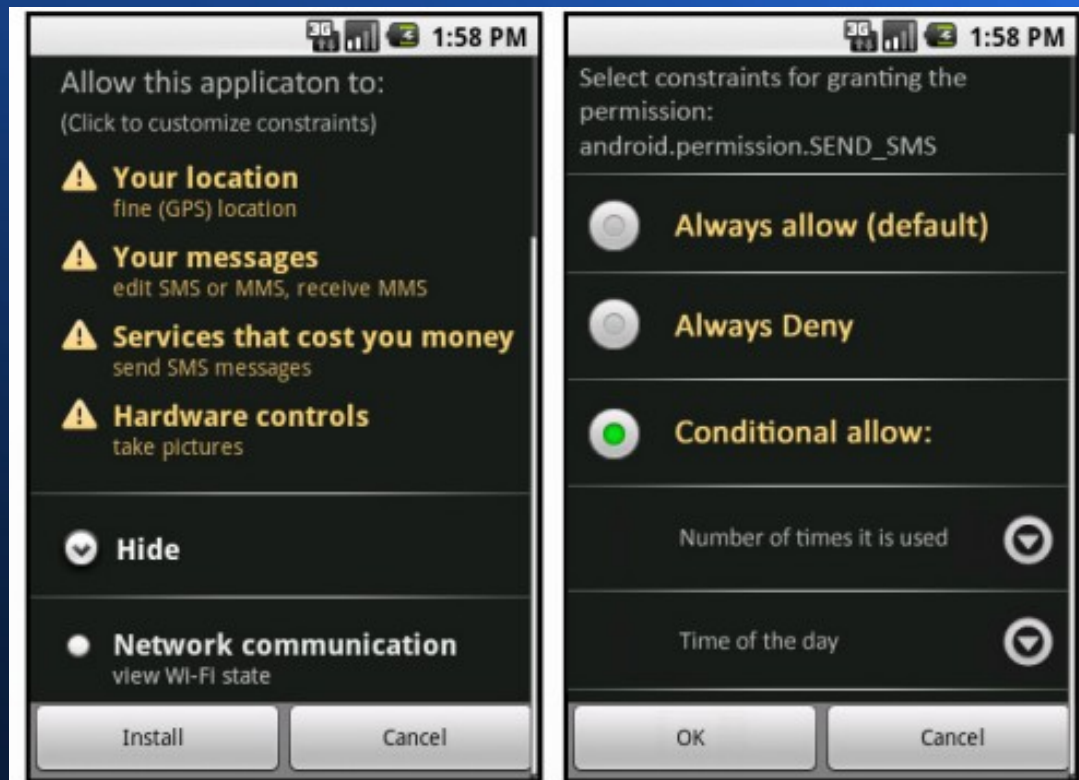 3G 1:58 PM
Allow this applicaton to:
(Click to customize constraints)
Your location
fine (GPS) location
Your messages
edit SMS or MMS, receive MMS
Services that cost you money
send SMS messages
Hardware controls
take pictures
Hide
Network communication
view Wi-Fi state
Install
Cancel
3G 1:58 PM
Select constraints for granting the
permission:
android.permission.SEND_SMS
Always allow (default)
Always Deny
Conditional allow:
Number of times it is used
Time of the day
OK
Cancel